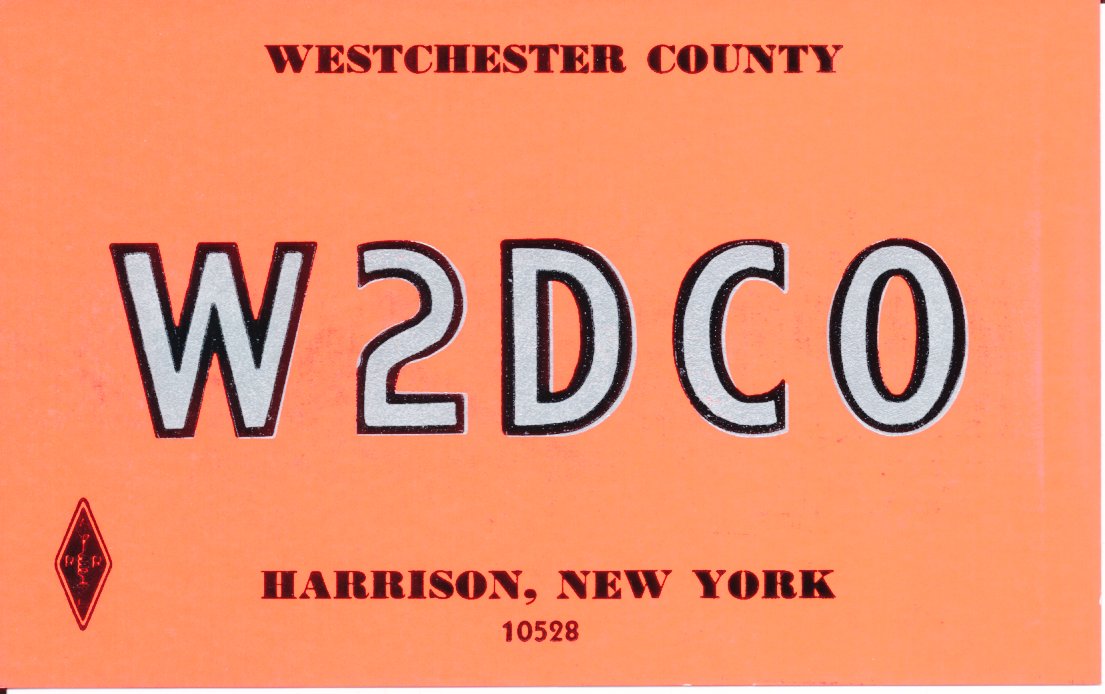 WESTCHESTER COUNTY
W2DCO
HARRISON, NEW YORK
10528